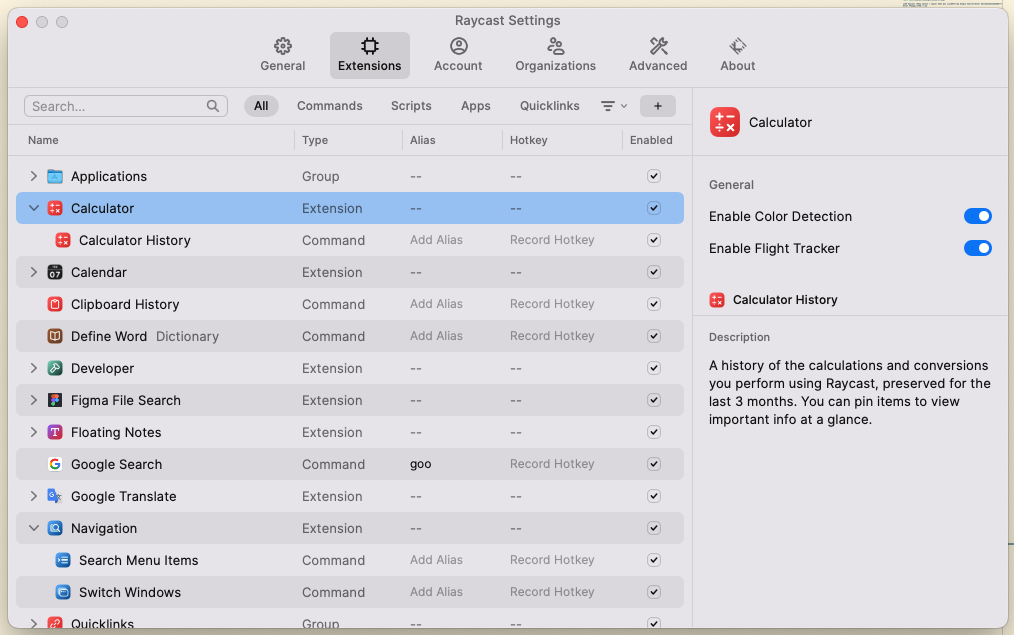 Raycast Settings
General
Extensions
Account
Organizations
Advanced
About
Search...
All
Commands
Scripts
Apps
Quicklinks
+
Name Type Alias Hotkey Enabled
Applications Group -- --
Calculator Extension -- --
Calculator History Command Add Alias Record Hotkey
Calendar Extension -- --
Clipboard History Command Add Alias Record Hotkey
Define Word Dictionary Command Add Alias Record Hotkey
Developer Extension -- --
Figma File Search Extension -- --
Floating Notes Extension -- --
Google Search Command goo Record Hotkey
Google Translate Extension -- --
Navigation Extension -- --
Search Menu Items Command Add Alias Record Hotkey
Switch Windows Command Add Alias Record Hotkey
Quicklinks Group -- --
Calculator
General
Enable Color Detection
Enable Flight Tracker
Calculator History
Description
A history of the calculations and conversions
you perform using Raycast, preserved for the
last 3 months. You can pin items to view
important info at a glance.